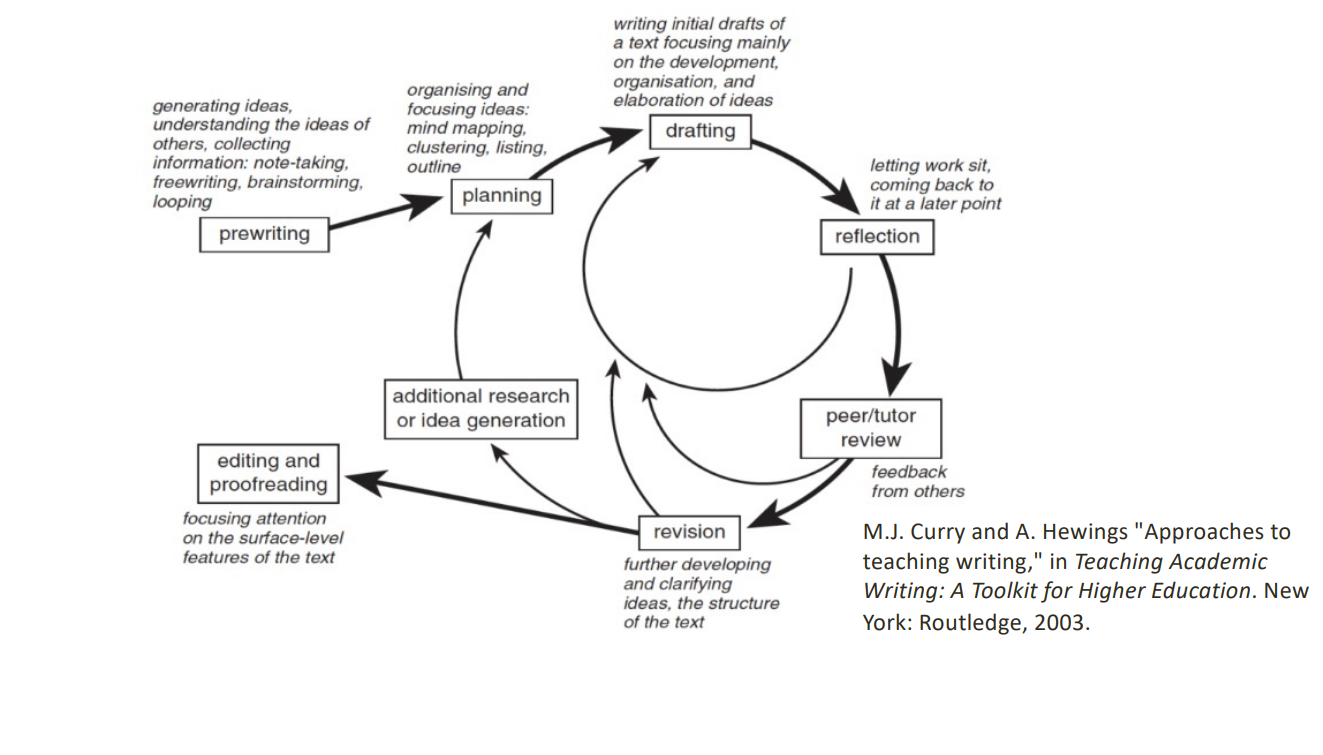 generating ideas,
understanding the ideas of
others, collecting
information: note-taking,
freewriting, brainstorming,
looping
prewriting
organising and
focusing ideas:
mind mapping,
clustering, listing,
outline
planning
writing initial drafts of
a text focusing mainly
on the development,
organisation, and
elaboration of ideas
drafting
letting work sit,
coming back to
it at a later point
reflection
peer/tutor
review
feedback
from others
revision
further developing
and clarifying
ideas, the structure
of the text
additional research
or idea generation
editing and
proofreading
focusing attention
on the surface-level
features of the text
M.J. Curry and A. Hewings "Approaches to
teaching writing," in Teaching Academic
Writing: A Toolkit for Higher Education. New
York: Routledge, 2003.